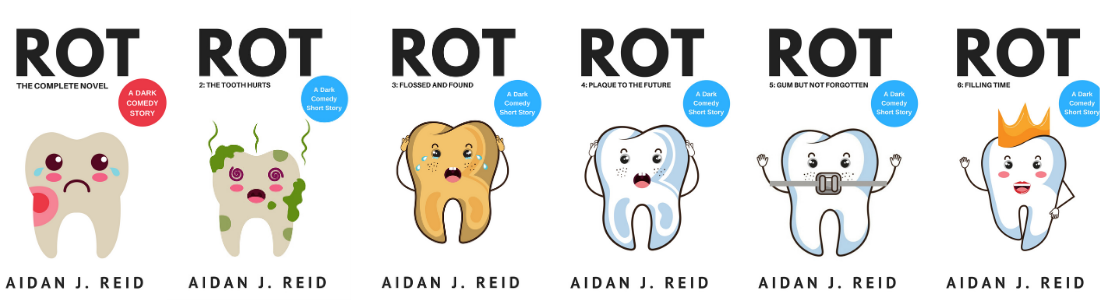 ROT
THE COMPLETE NOVEL
A DARK
COMEDY
STORY
AIDAN J. REID
ROT
2: THE TOOTH HURTS
A Dark
Comedy
Short Story
AIDAN J. REID
ROT
3: FLOSSED AND FOUND
A Dark
Comedy
Short Story
AIDAN J. REID
ROT
4: PLAQUE TO THE FUTURE
A Dark
Comedy
Short Story
AIDAN J. REID
ROT
5: GUM BUT NOT FORGOTTEN
A Dark
Comedy
Short Story
AIDAN J. REID
ROT
6: FILLING TIME
A Dark
Comedy
Short Story
AIDAN J. REID